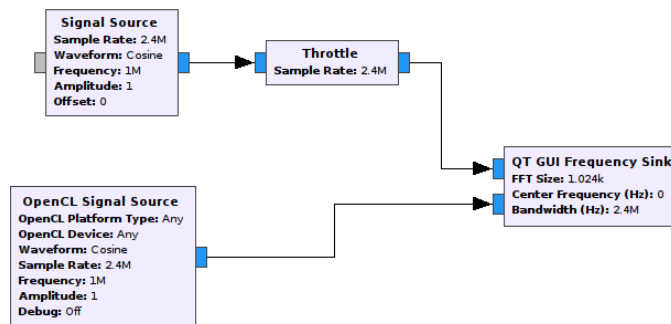 Signal Source
Sample Rate: 2.4M
Waveform: Cosine
Frequency: 1M
Amplitude: 1
Offset: 0
Throttle
Sample Rate: 2.4M
QT GUI Frequency Sink
FFT Size: 1.024k
Center Frequency (Hz): 0
Bandwidth (Hz): 2.4M
OpenCL Signal Source
OpenCL Platform Type: Any
OpenCL Device: Any
Waveform: Cosine
Sample Rate: 2.4M
Frequency: 1M
Amplitude: 1
Debug: Off